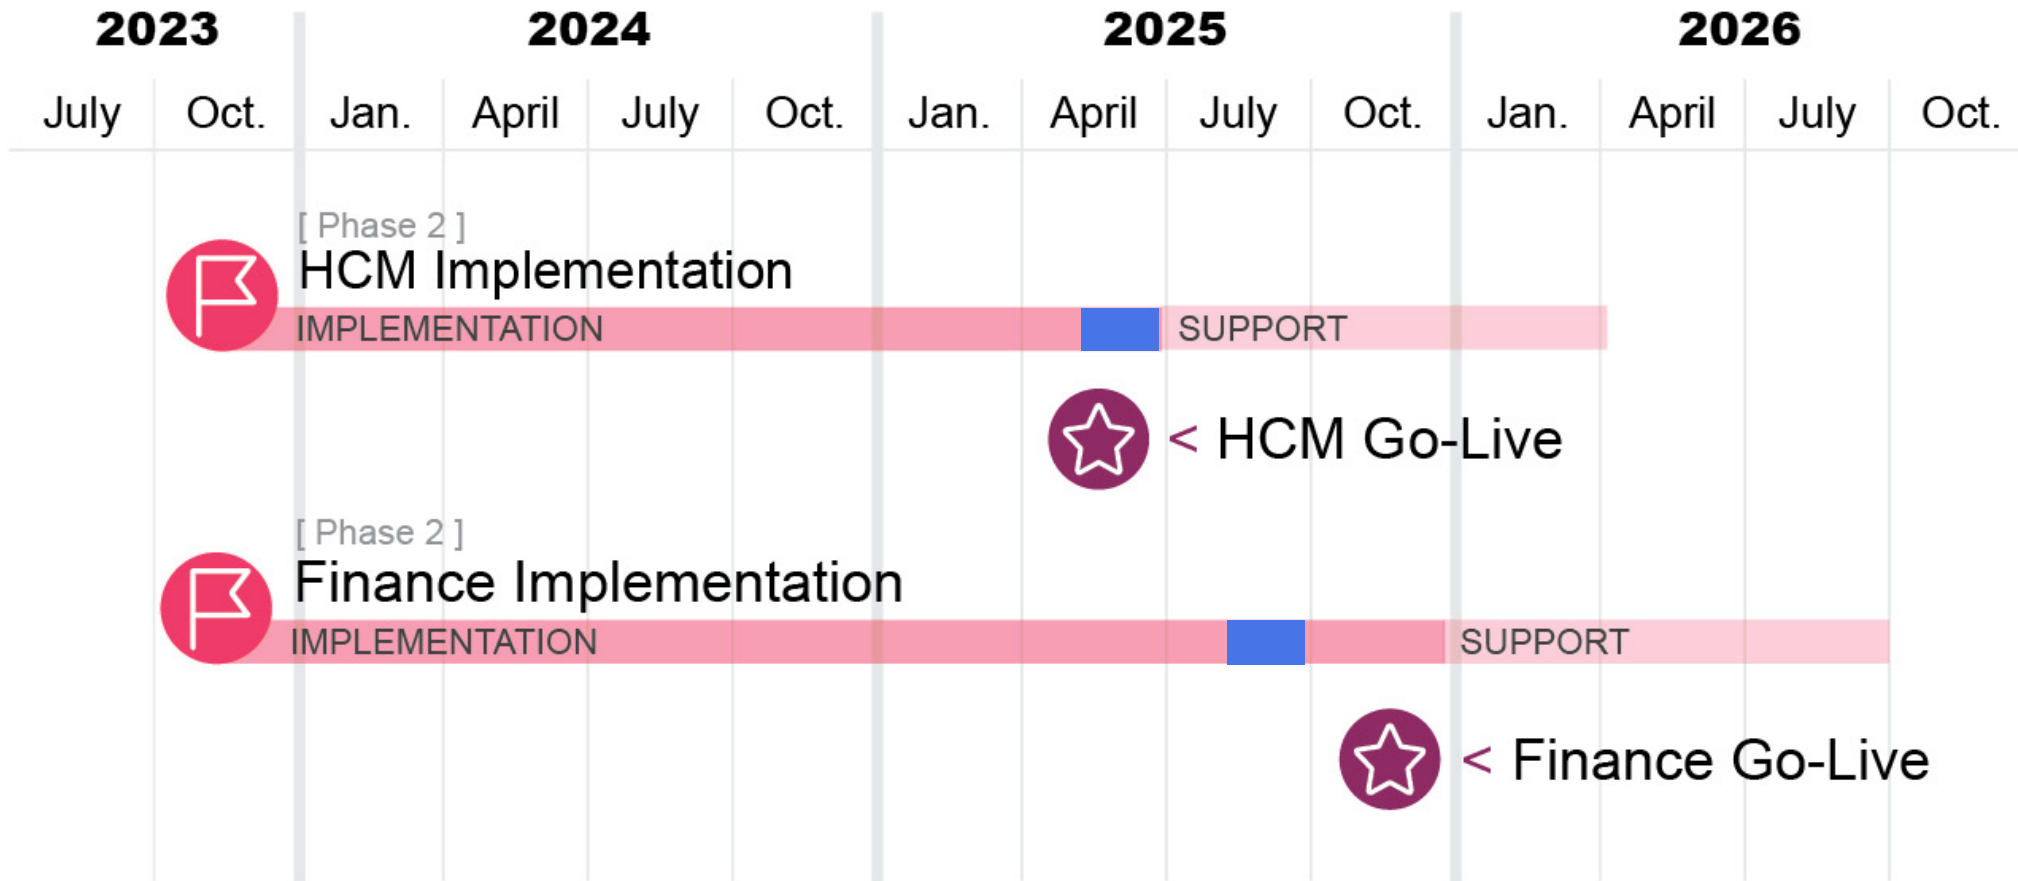 2023 2024 2025 2026
July Oct. Jan. April July Oct. Jan. April July Oct. Jan. April July Oct.
[ Phase 2 ]
HCM Implementation
IMPLEMENTATION SUPPORT
< HCM Go-Live
[ Phase 2 ]
Finance Implementation
IMPLEMENTATION SUPPORT
< Finance Go-Live